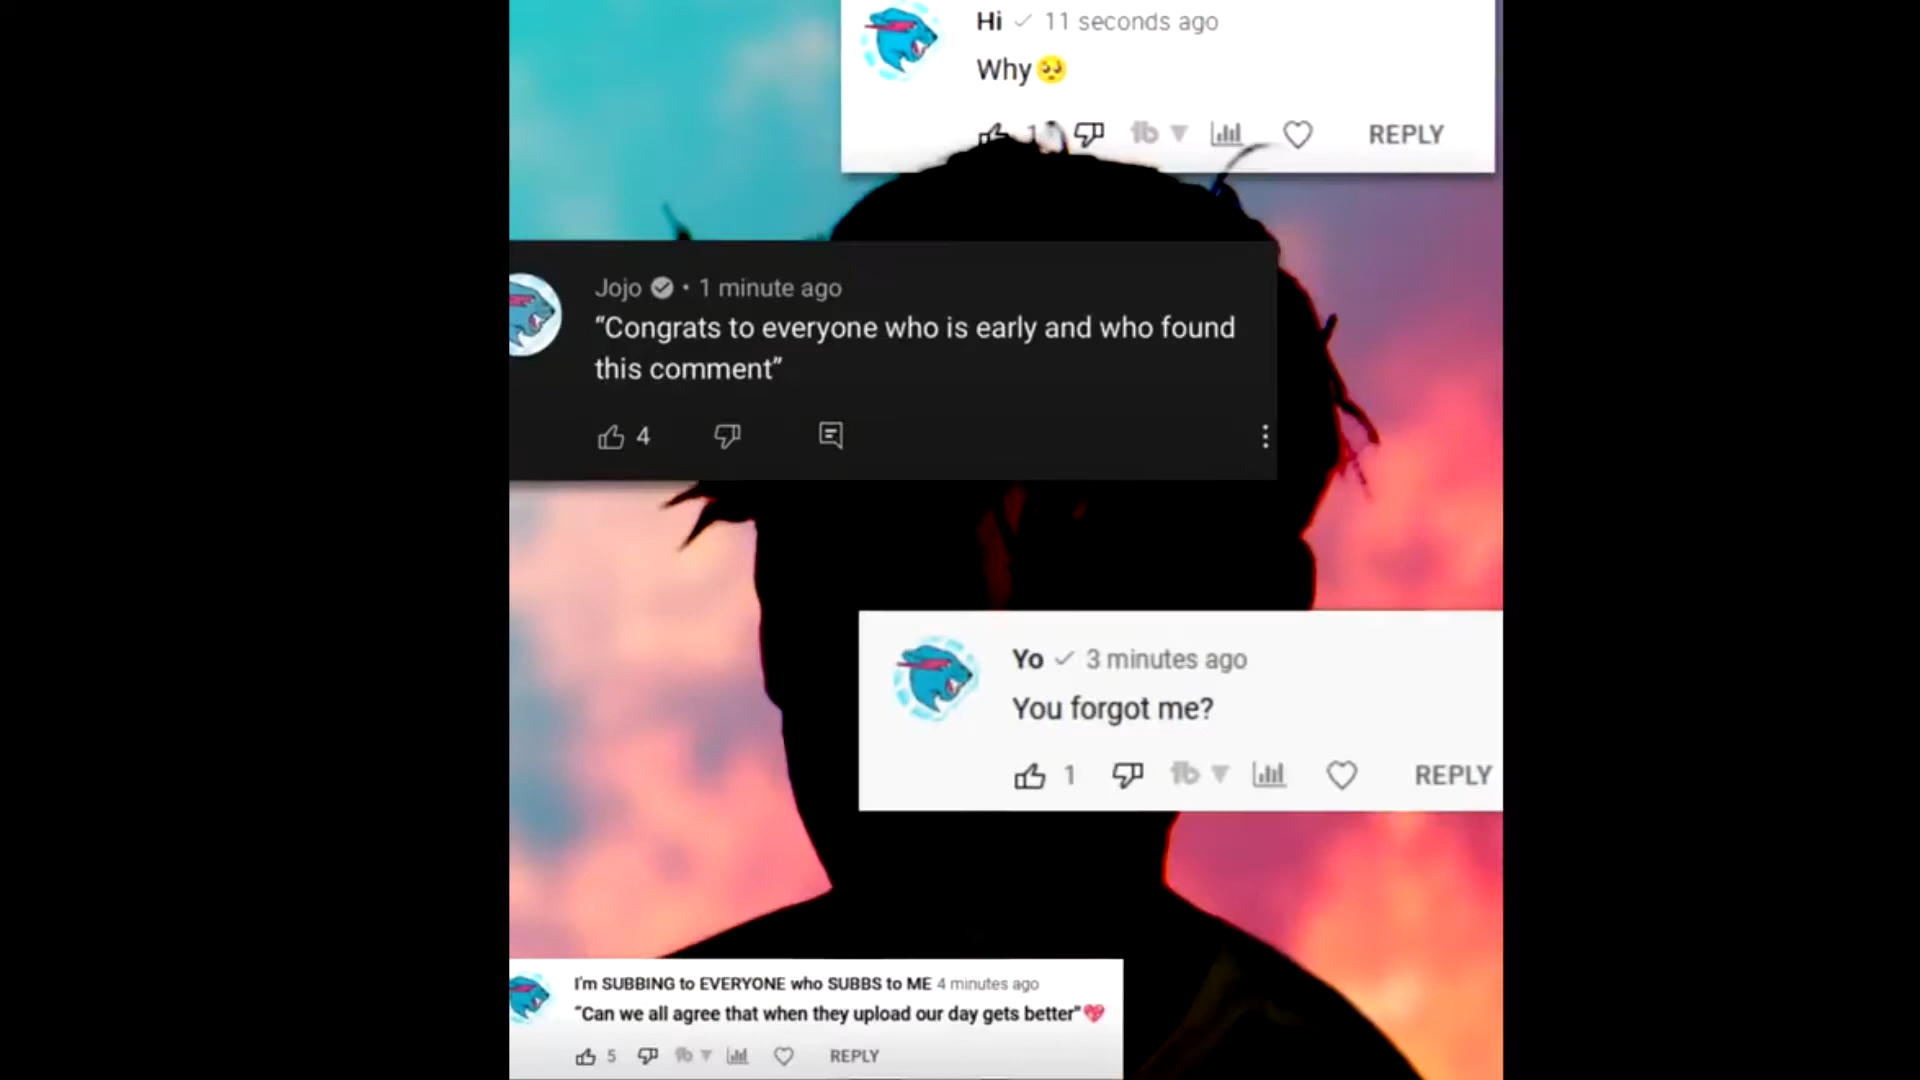 Hi 11 seconds ago
Why🥺
1 REPLY
Jojo • 1 minute ago
“Congrats to everyone who is early and who found
this comment”
4
Yo 3 minutes ago
You forgot me?
1 REPLY
I'm SUBBING to EVERYONE who SUBBS to ME 4 minutes ago
“Can we all agree that when they upload our day gets better”💖
5 REPLY